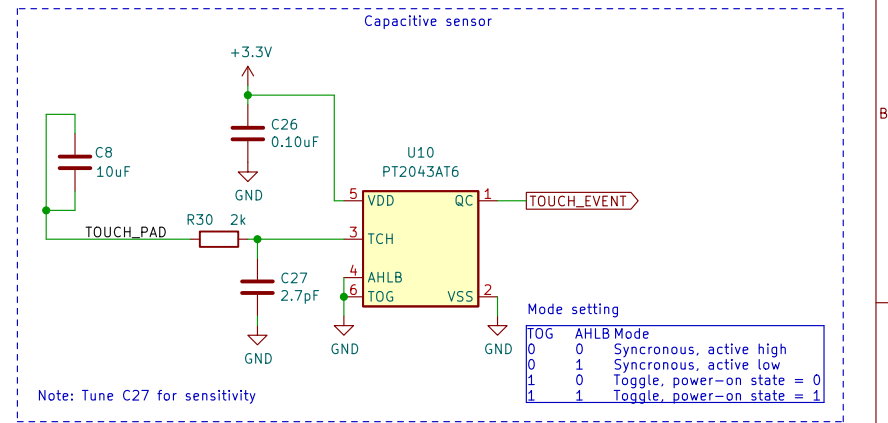 Capacitive sensor
+3.3V
C26
0.10uF
GND
C8
10uF
U10
PT2043AT6
5 VDD QC 1 TOUCH_EVENT
R30 2k
TOUCH_PAD
3 TCH
4 AHLB
6 TOG VSS 2
C27
2.7pF
GND
GND
GND
Mode setting
TOG AHLB Mode
0 0 Syncronous, active high
0 1 Syncronous, active low
1 0 Toggle, power-on state = 0
1 1 Toggle, power-on state = 1
Note: Tune C27 for sensitivity
B